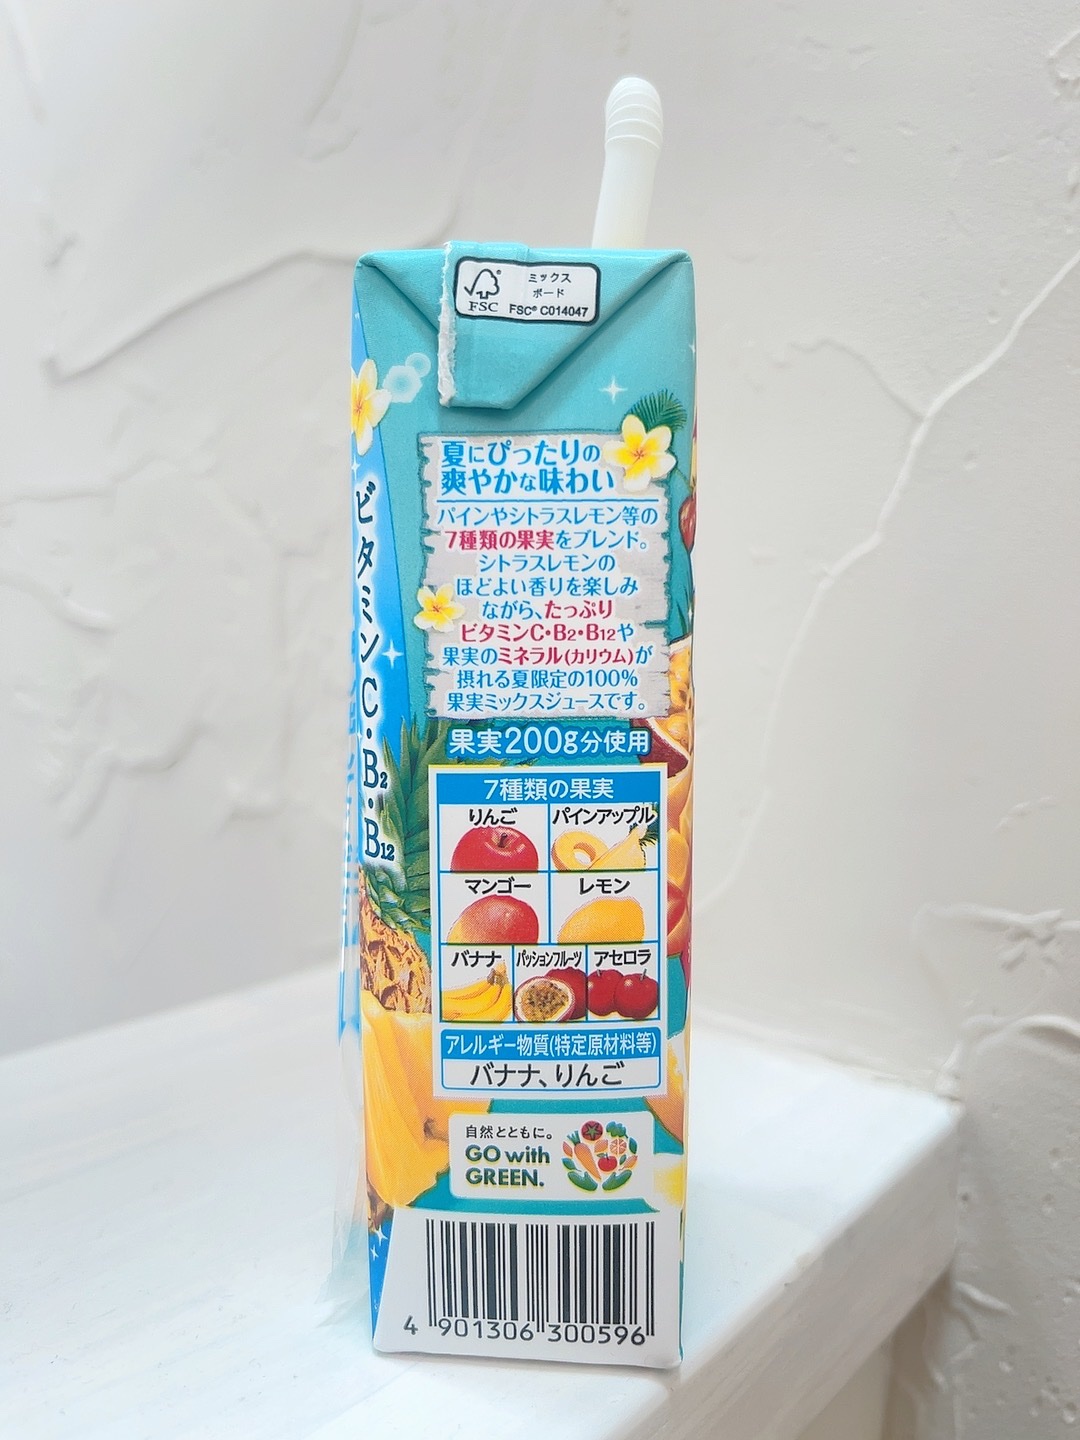 FSC
ミックス
ボード
FSC® C014047
ビタミンC・B2・B12
夏にぴったりの
爽やかな味わい
パインやシトラスレモン等の
7種類の果実をブレンド。
シトラスレモンの
ほどよい香りを楽しみ
ながら、たっぷり
ビタミンC・B2・B12や
果実のミネラル(カリウム)が
摂れる夏限定の100%
果実ミックスジュースです。
果実200g分使用
7種類の果実
りんご パインアップル
マンゴー レモン
バナナ パッションフルーツ アセロラ
アレルギー物質(特定原材料等)
バナナ、りんご
自然とともに。
GO with
GREEN.
4 901306 300596